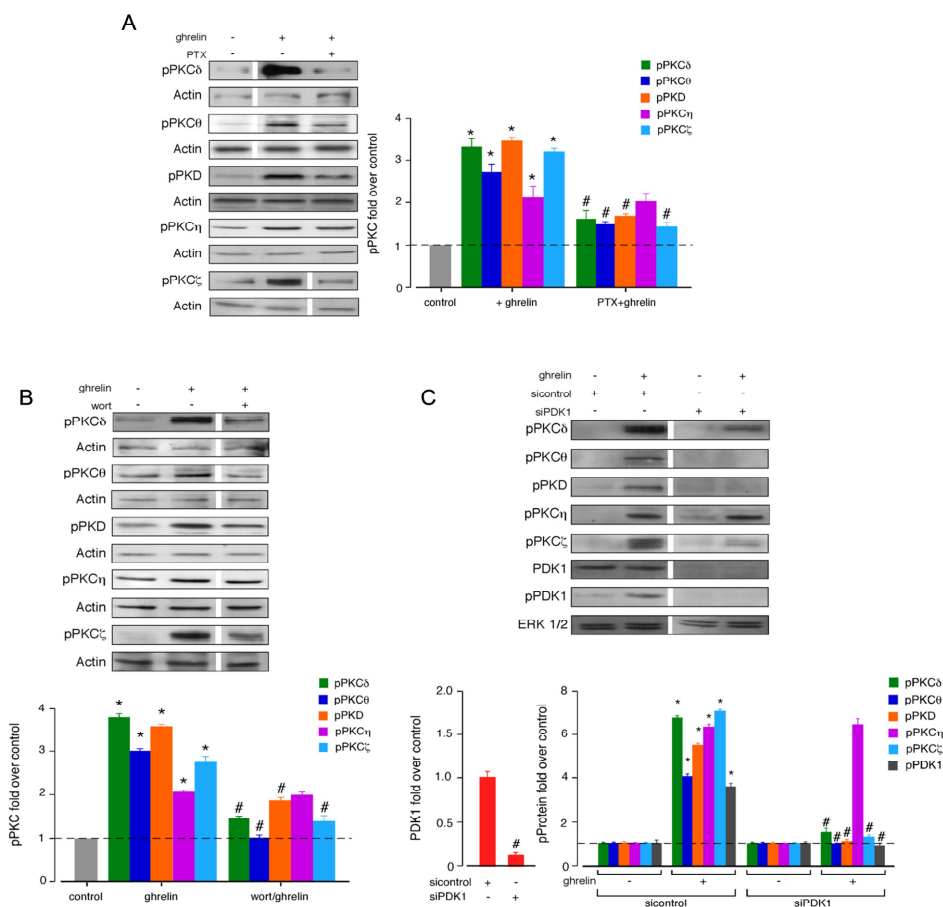 A
ghrelin - + +
PTX - - +
pPKCδ
Actin
pPKCθ
Actin
pPKD
Actin
pPKCη
Actin
pPKCζ
Actin
pPKCδ
pPKCθ
pPKD
pPKCη
pPKCζ
pPKC fold over control
4
3
2
1
0
* * * * *
# # # #
control + ghrelin PTX+ghrelin
B
ghrelin - + +
wort - - +
pPKCδ
Actin
pPKCθ
Actin
pPKD
Actin
pPKCη
Actin
pPKCζ
Actin
pPKCδ
pPKCθ
pPKD
pPKCη
pPKCζ
pPKC fold over control
4
3
2
1
0
* * * * *
# # # #
control ghrelin wort/ghrelin
C
ghrelin - + - +
sicontrol + + - -
siPDK1 - - + +
pPKCδ
pPKCθ
pPKD
pPKCη
pPKCζ
PDK1
pPDK1
ERK 1/2
PDK1 fold over control
2.0
1.5
1.0
0.5
0.0
#
sicontrol + -
siPDK1 - +
pPKCδ
pPKCθ
pPKD
pPKCη
pPKCζ
pPDK1
pProtein fold over control
8
6
4
2
0
* * * * * *
# # # # #
ghrelin - + - +
sicontrol siPDK1